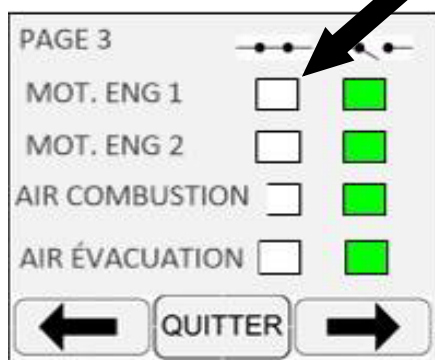 PAGE 3
MOT. ENG 1
MOT. ENG 2
AIR COMBUSTION
AIR ÉVACUATION
QUITTER